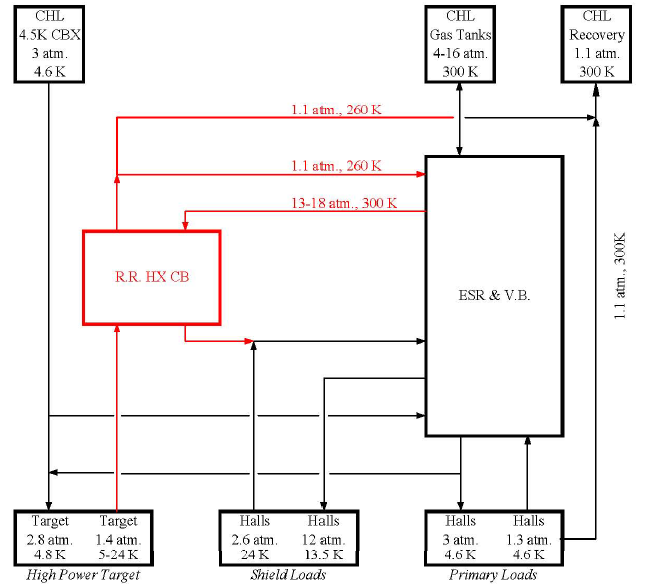 CHL
4.5K CBX
3 atm.
4.6 K
CHL
Gas Tanks
4-16 atm.
300 K
CHL
Recovery
1.1 atm.
300 K
1.1 atm., 260 K
1.1 atm., 260 K
13-18 atm., 300 K
R.R. HX CB
ESR & V.B.
1.1 atm., 300K
Target
2.8 atm.
4.8 K
Target
1.4 atm.
5-24 K
High Power Target
Halls
2.6 atm.
24 K
Halls
12 atm.
13.5 K
Shield Loads
Halls
3 atm.
4.6 K
Halls
1.3 atm.
4.6 K
Primary Loads